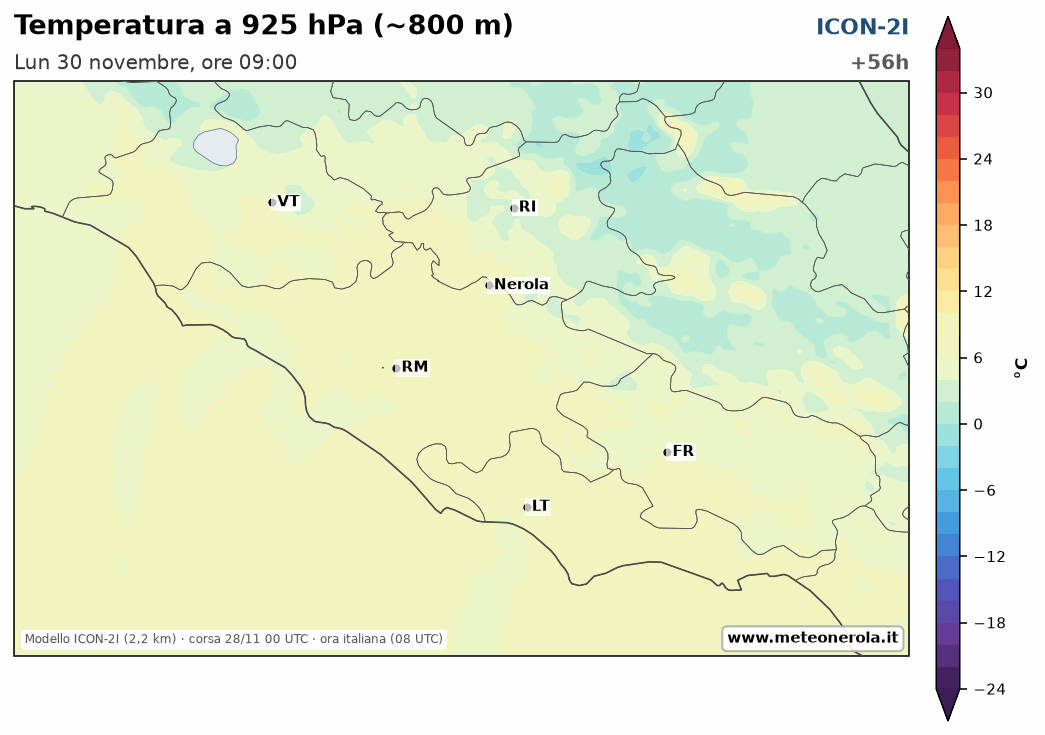 Temperatura a 925 hPa (~800 m)
ICON-2I
Lun 30 novembre, ore 09:00
+56h
VT
RI
Nerola
RM
FR
LT
Modello ICON-2I (2,2 km) · corsa 28/11 00 UTC · ora italiana (08 UTC)
www.meteonerola.it
30
24
18
12
6
0
−6
−12
−18
−24
°C